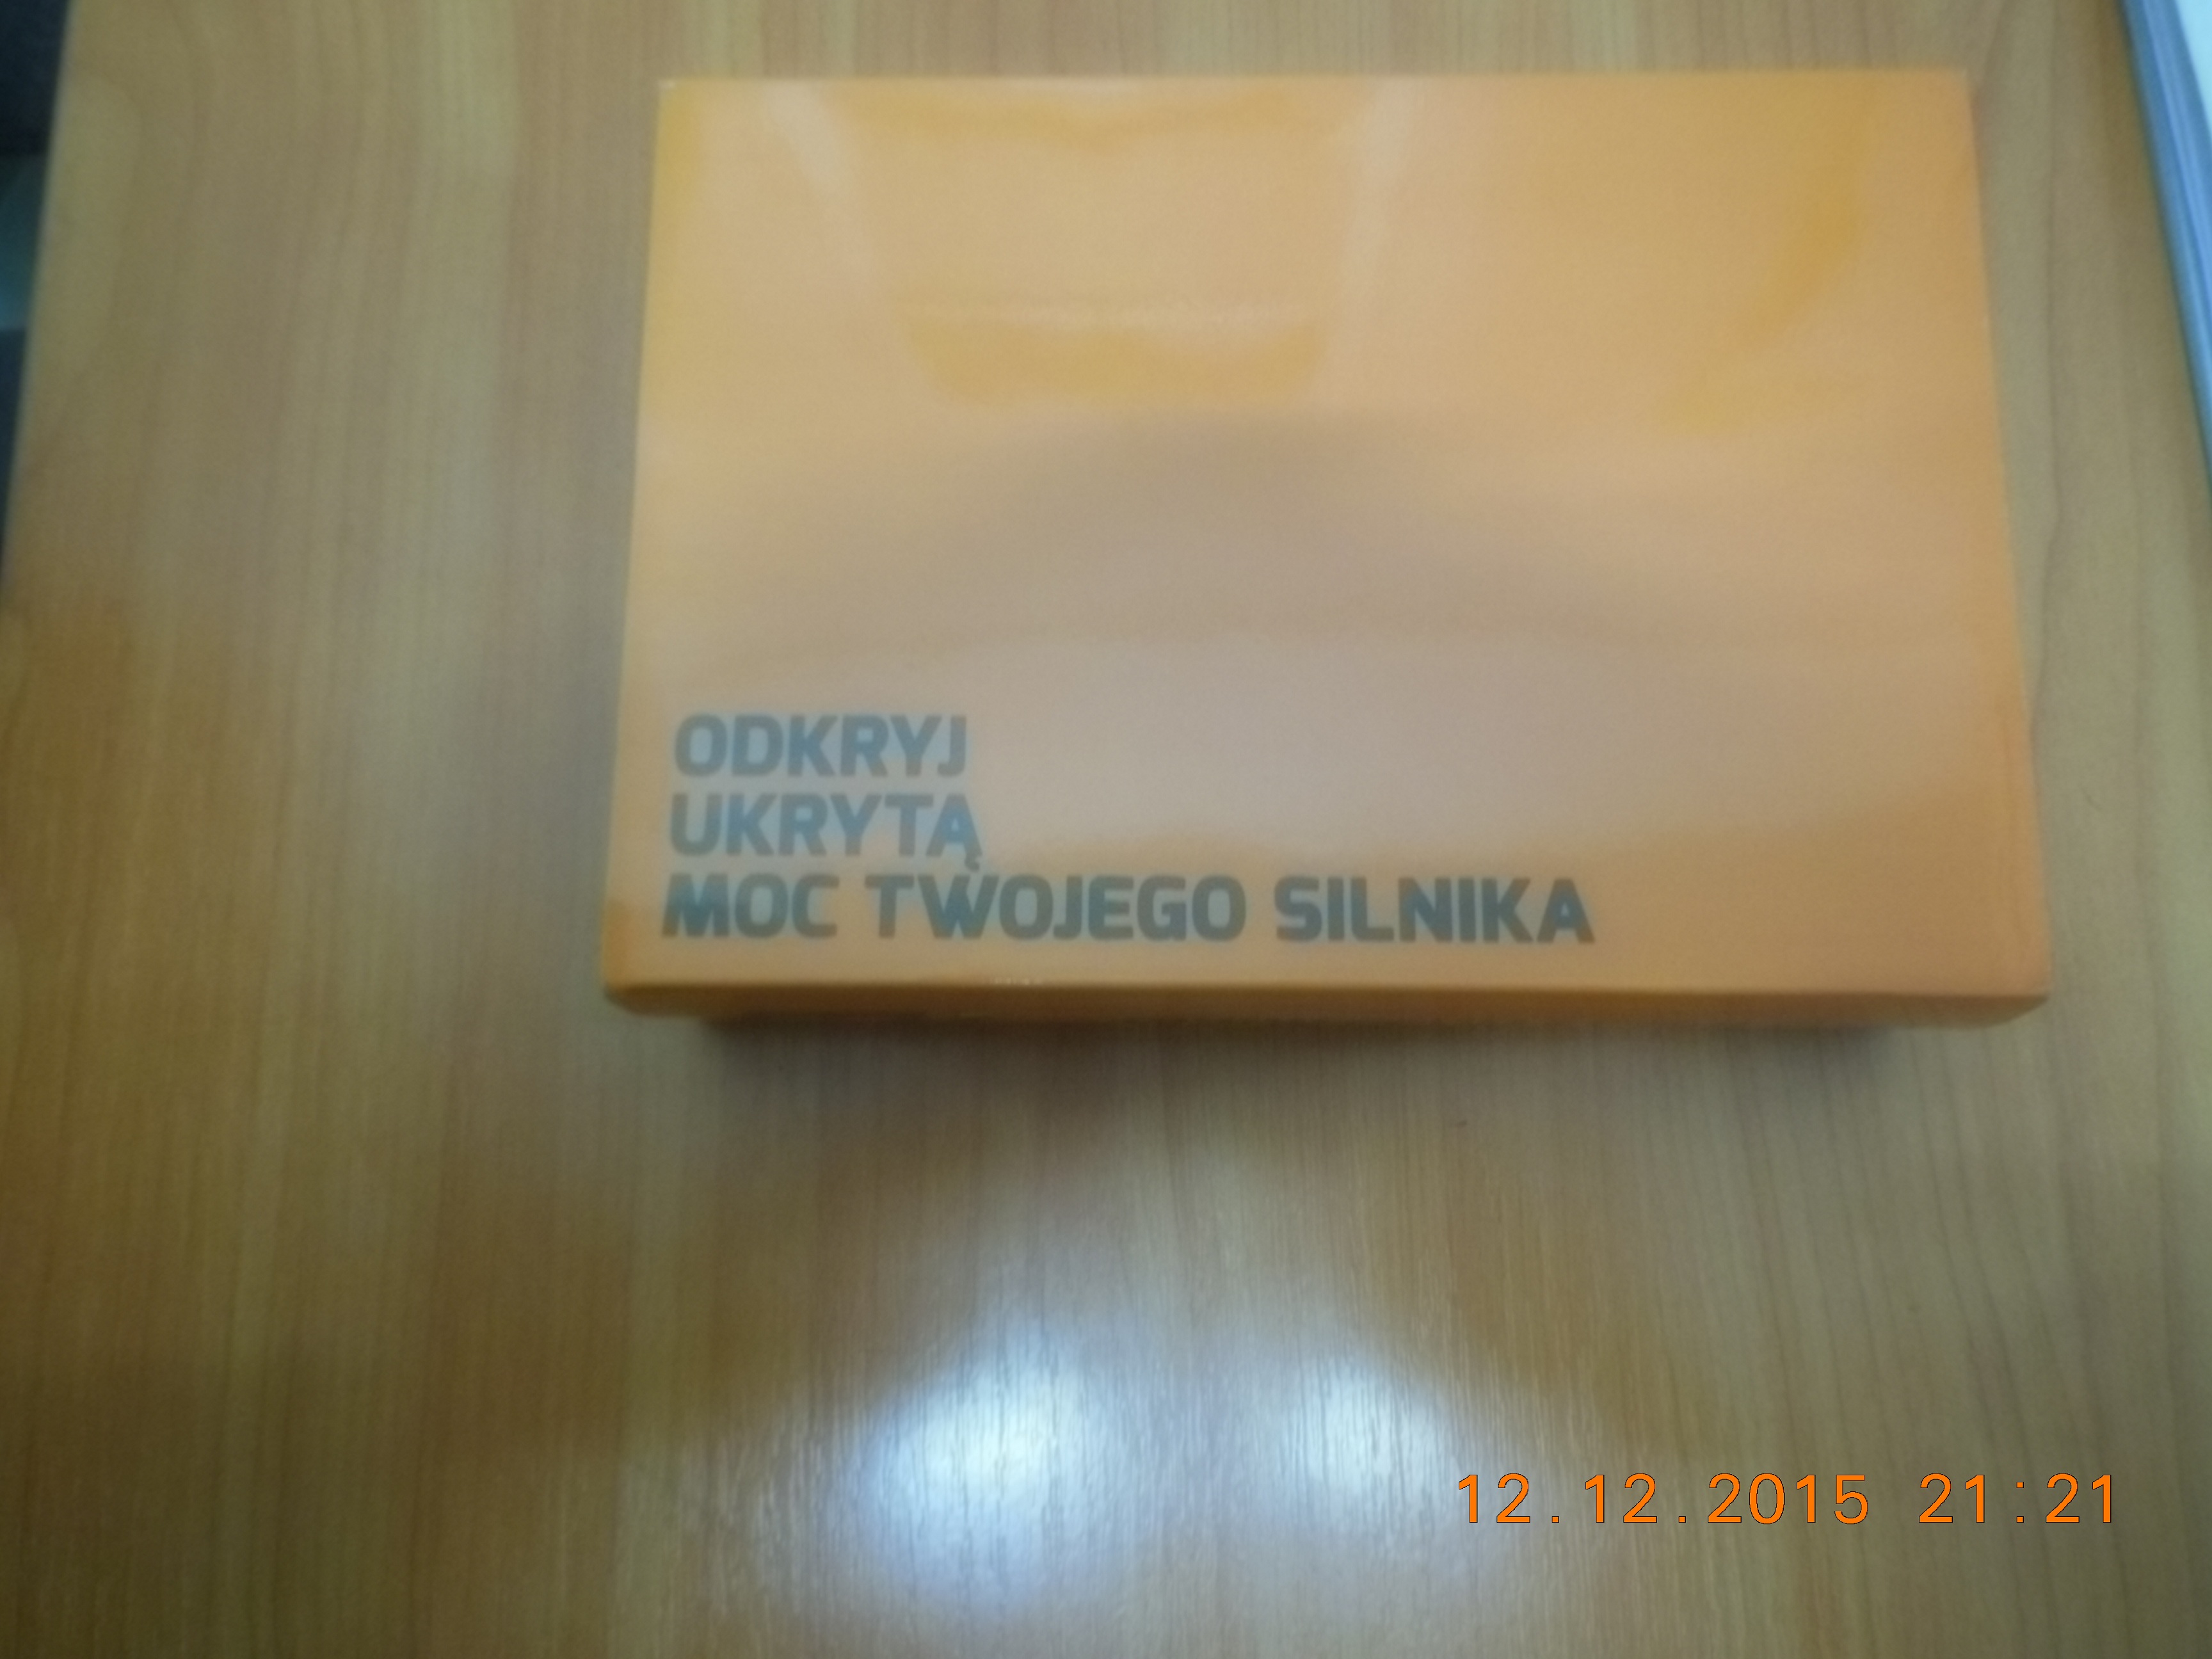 ODKRYJ
UKRYTĄ
MOC TWOJEGO SILNIKA
12.12.2015 21:21